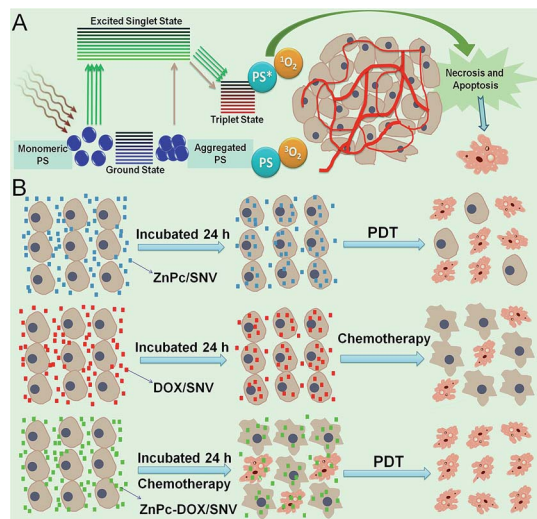 A
Excited Singlet State
PS*
¹O₂
Necrosis and
Apoptosis
Triplet State
Monomeric
PS
Ground State
Aggregated
PS
PS
³O₂
B
Incubated 24 h
PDT
ZnPc/SNV
Incubated 24 h
Chemotherapy
DOX/SNV
Incubated 24 h
Chemotherapy
PDT
ZnPc-DOX/SNV